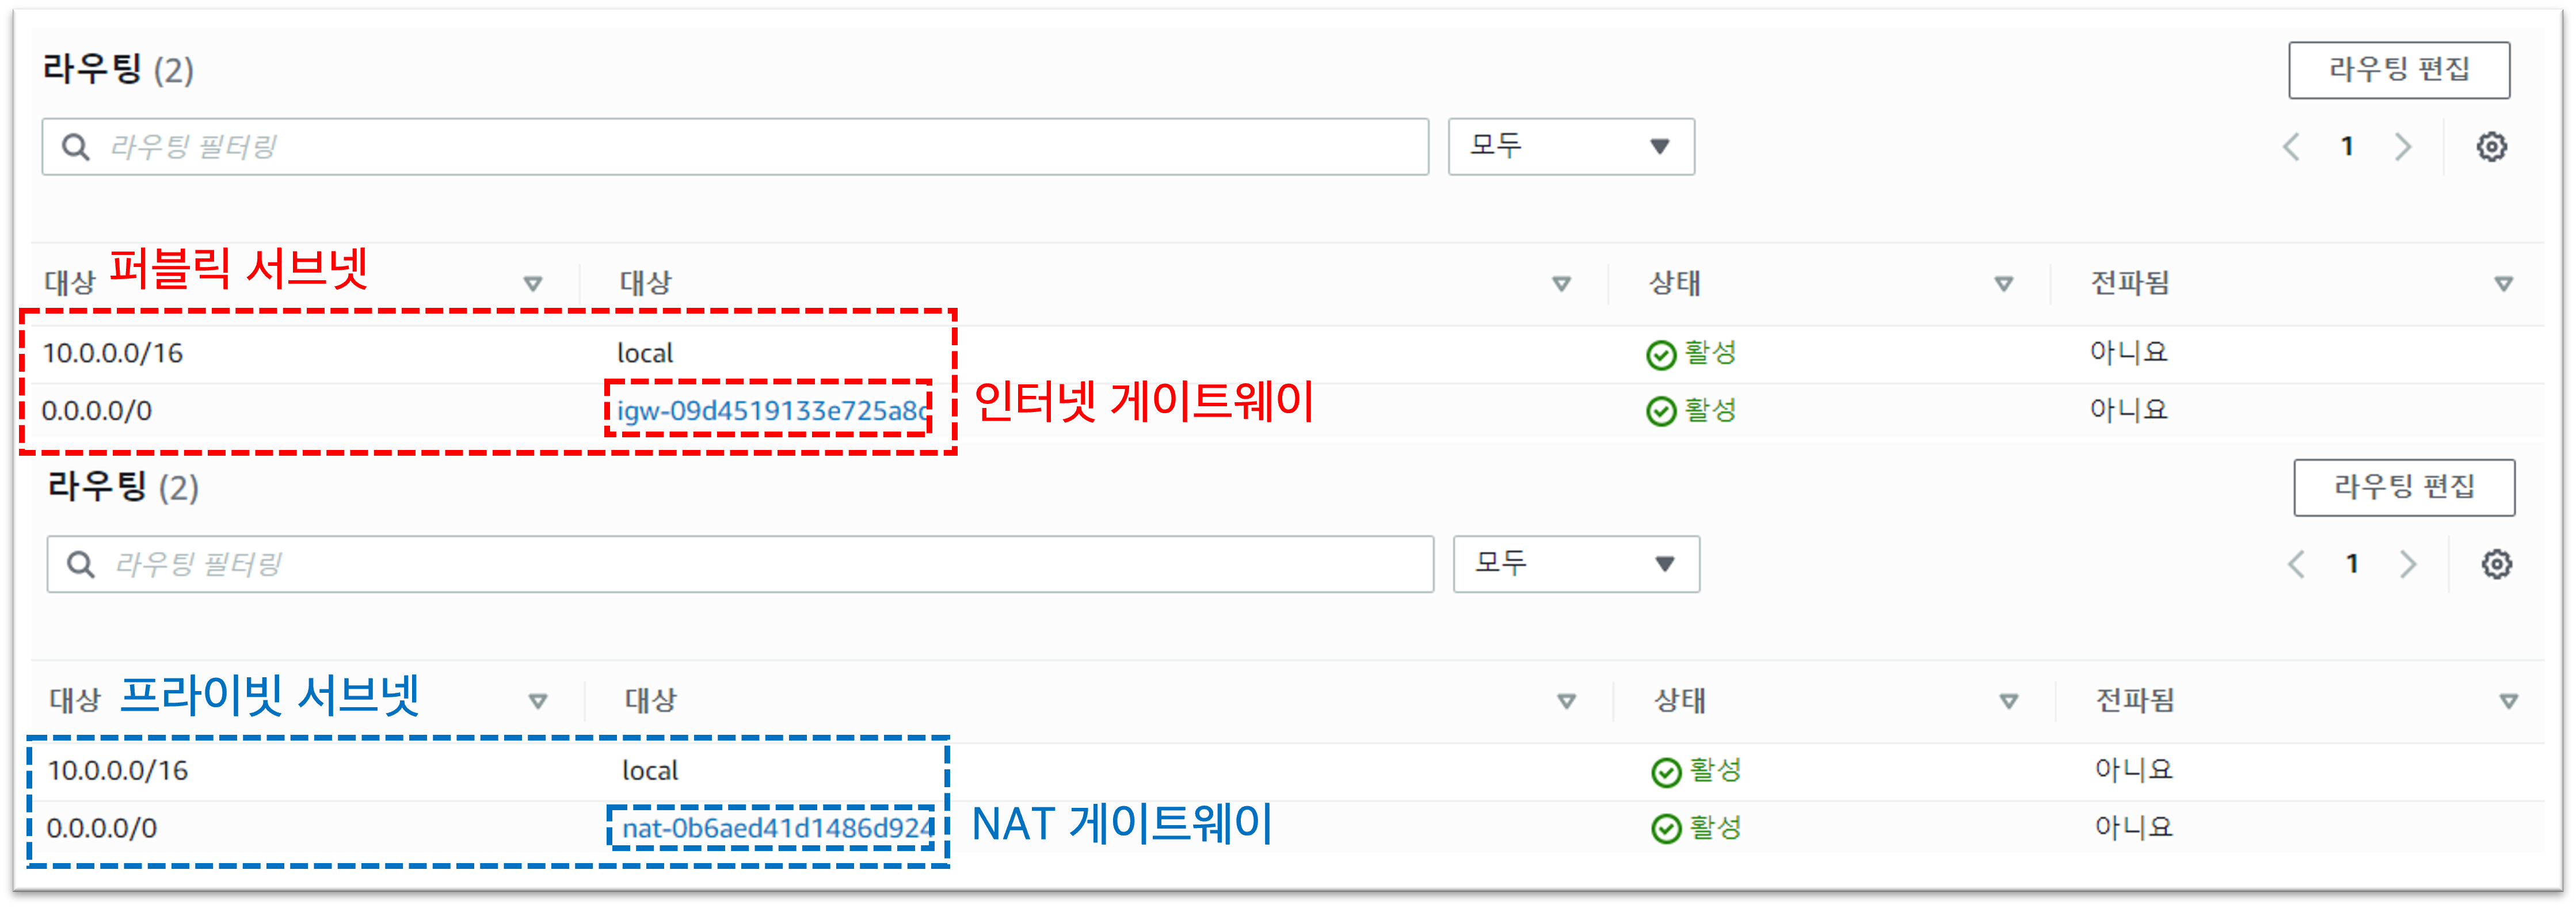 라우팅 (2)
라우팅 편집
라우팅 필터링
모두
1
대상 퍼블릭 서브넷
대상
상태
전파됨
10.0.0.0/16 local 활성 아니요
0.0.0.0/0 igw-09d4519133e725a8c 인터넷 게이트웨이 활성 아니요
라우팅 (2)
라우팅 편집
라우팅 필터링
모두
1
대상 프라이빗 서브넷
대상
상태
전파됨
10.0.0.0/16 local 활성 아니요
0.0.0.0/0 nat-0b6aed41d1486d924 NAT 게이트웨이 활성 아니요